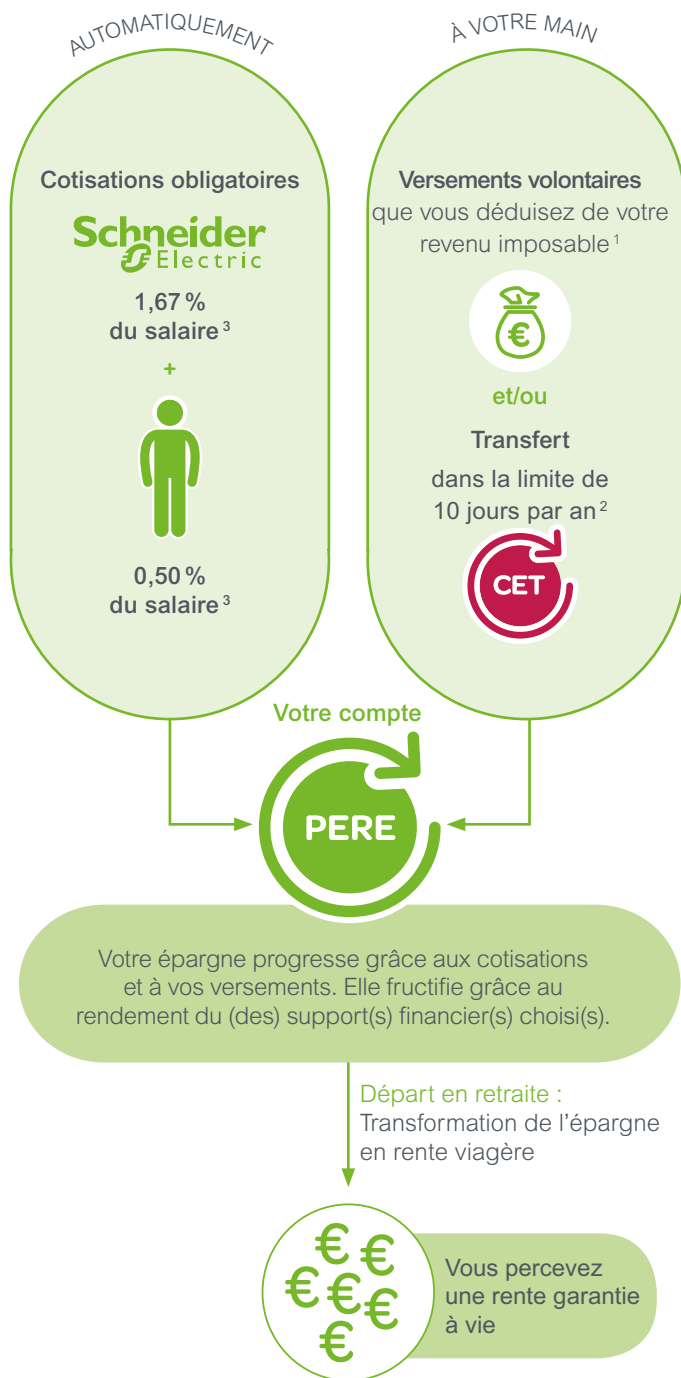 AUTOMATIQUEMENT
Cotisations obligatoires
Schneider
Electric
1,67 %
du salaire ³
+
0,50 %
du salaire ³
À VOTRE MAIN
Versements volontaires
que vous déduisez de votre
revenu imposable ¹
€
et/ou
Transfert
dans la limite de
10 jours par an ²
CET
Votre compte
PERE
Votre épargne progresse grâce aux cotisations
et à vos versements. Elle fructifie grâce au
rendement du (des) support(s) financier(s) choisi(s).
Départ en retraite :
Transformation de l’épargne
en rente viagère
€ €
€ € €
€
Vous percevez
une rente garantie
à vie